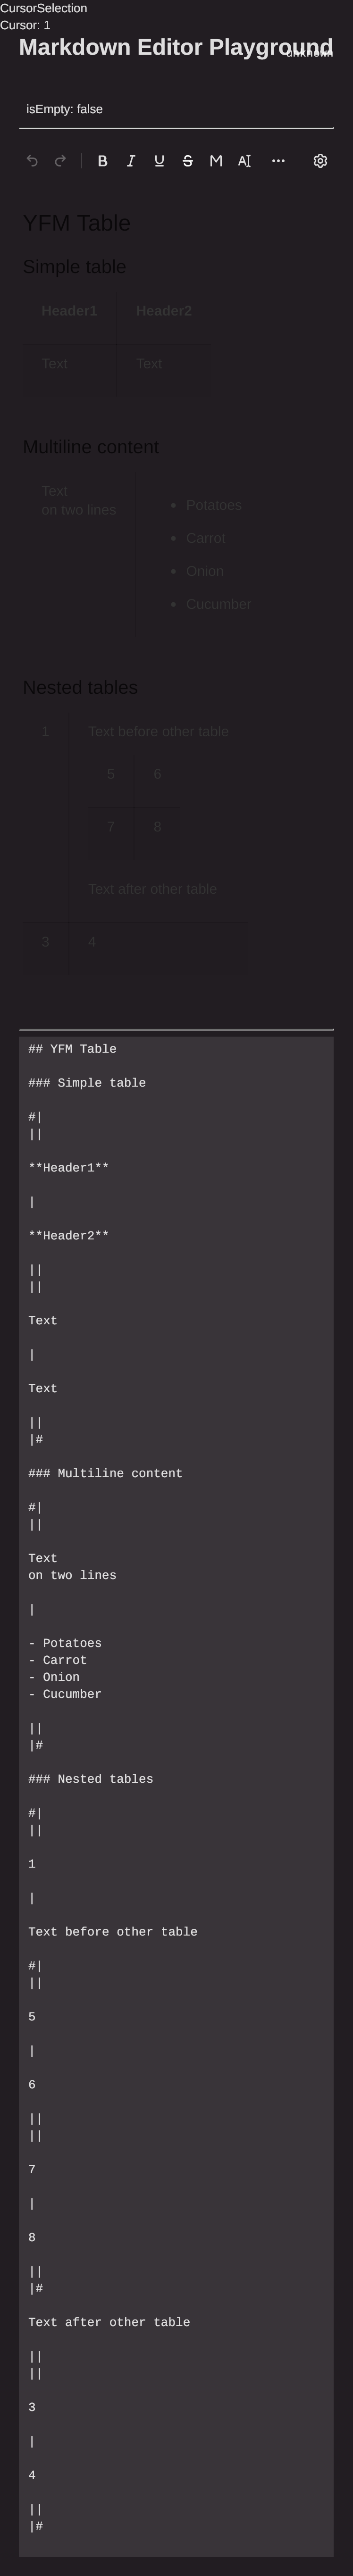 CursorSelection
Cursor: 1
Markdown Editor Playground
unknown
isEmpty: false
YFM Table
Simple table
Header1 Header2
Text Text
Multiline content
Text
on two lines
• Potatoes
• Carrot
• Onion
• Cucumber
Nested tables
1 Text before other table
5 6
7 8
Text after other table
3 4
## YFM Table
### Simple table
#|
||
**Header1**
|
**Header2**
||
||
Text
|
Text
||
|#
### Multiline content
#|
||
Text
on two lines
|
- Potatoes
- Carrot
- Onion
- Cucumber
||
|#
### Nested tables
#|
||
1
|
Text before other table
#|
||
5
|
6
||
||
7
|
8
||
|#
Text after other table
||
||
3
|
4
||
|#